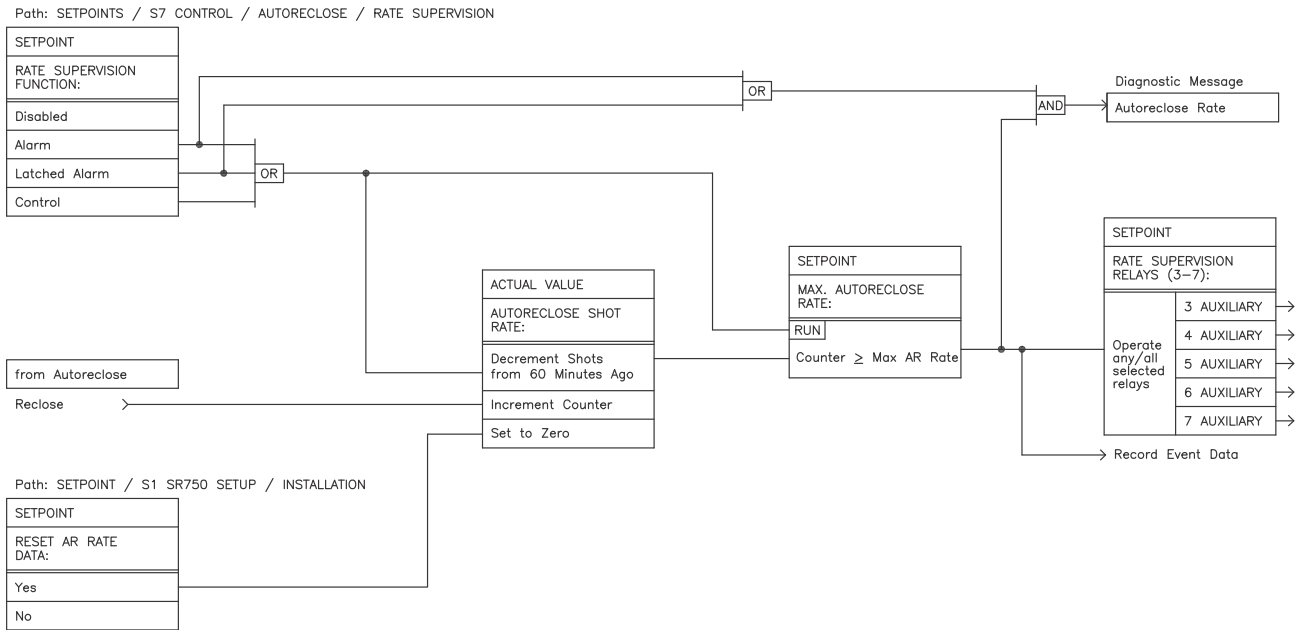 Path: SETPOINTS / S7 CONTROL / AUTORECLOSE / RATE SUPERVISION
SETPOINT
RATE SUPERVISION
FUNCTION:
Disabled
Alarm
Latched Alarm
Control
OR
OR
AND
Diagnostic Message
Autoreclose Rate
ACTUAL VALUE
AUTORECLOSE SHOT
RATE:
Decrement Shots
from 60 Minutes Ago
Increment Counter
Set to Zero
SETPOINT
MAX. AUTORECLOSE
RATE:
RUN
Counter ≥ Max AR Rate
SETPOINT
RATE SUPERVISION
RELAYS (3-7):
Operate
any/all
selected
relays
3 AUXILIARY
4 AUXILIARY
5 AUXILIARY
6 AUXILIARY
7 AUXILIARY
Record Event Data
from Autoreclose
Reclose
Path: SETPOINT / S1 SR750 SETUP / INSTALLATION
SETPOINT
RESET AR RATE
DATA:
Yes
No